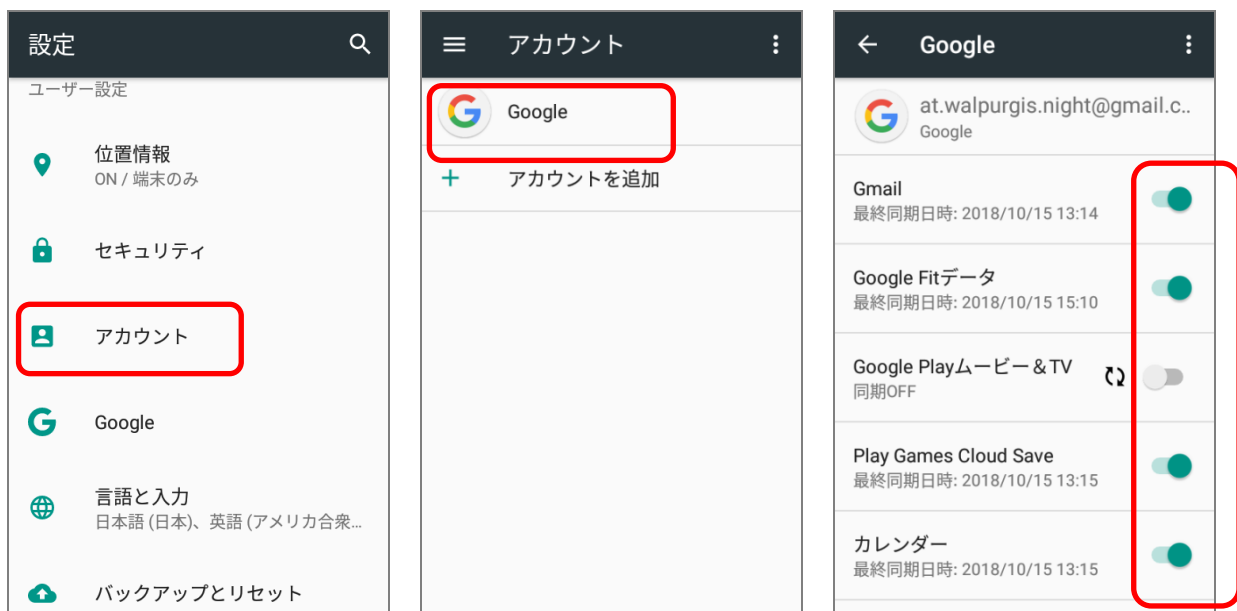 設定
ユーザー設定
位置情報
ON / 端末のみ
セキュリティ
アカウント
Google
言語と入力
日本語 (日本)、英語 (アメリカ合衆...
バックアップとリセット
アカウント
Google
アカウントを追加
Google
at.walpurgis.night@gmail.c..
Google
Gmail
最終同期日時: 2018/10/15 13:14
Google Fitデータ
最終同期日時: 2018/10/15 15:10
Google Playムービー＆TV
同期OFF
Play Games Cloud Save
最終同期日時: 2018/10/15 13:15
カレンダー
最終同期日時: 2018/10/15 13:15